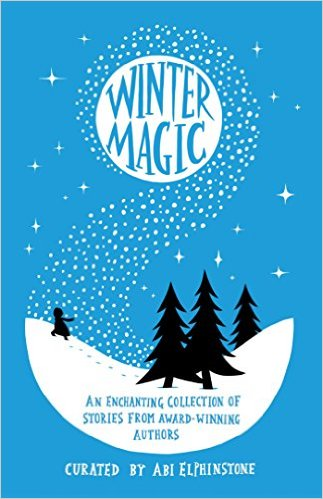 WINTER
MAGIC
AN ENCHANTING COLLECTION OF
STORIES FROM AWARD-WINNING
AUTHORS
CURATED BY ABI ELPHINSTONE